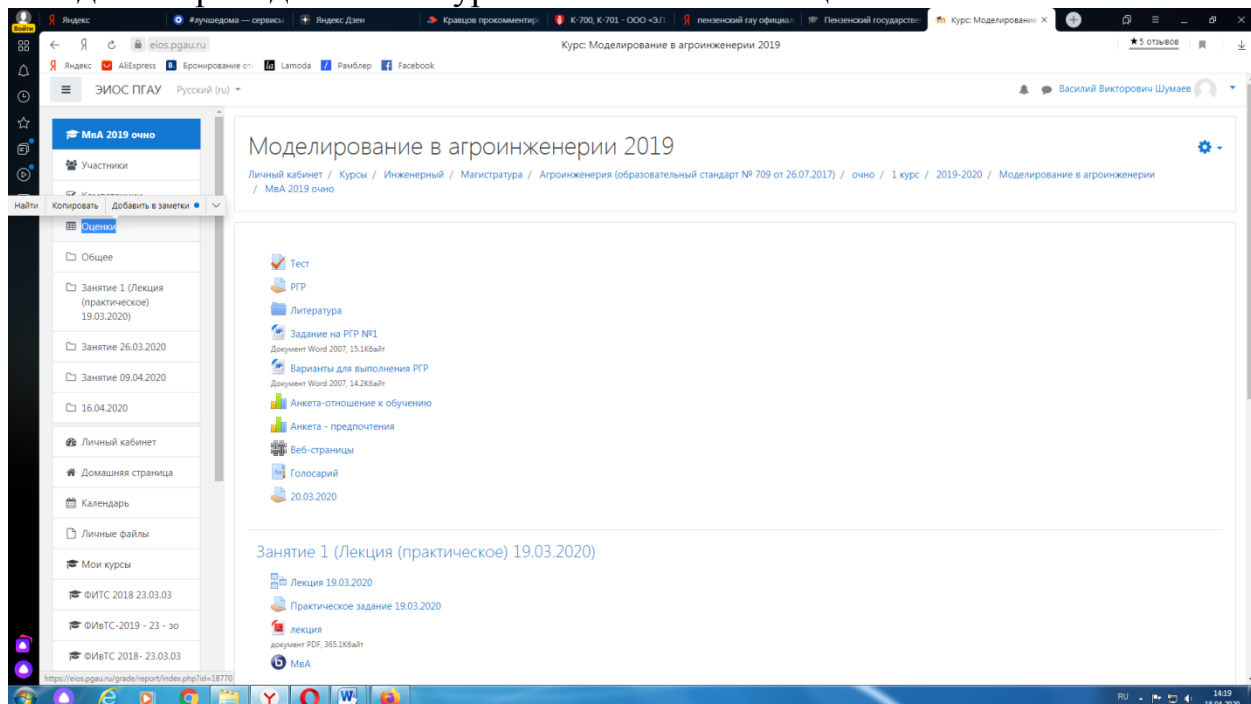 Яндекс
#лучшедома — сервисы
Яндекс.Дзен
Кравцов прокомментир
К-700, К-701 - ООО «Э.Л.
пензенский гау официал
Пензенский государстве
Курс: Моделирование
Войти
eios.pgau.ru
Курс: Моделирование в агроинженерии 2019
★5 отзывов
Яндекс
AliExpress
Бронирование от
Lamoda
Рамблер
Facebook
ЭИОС ПГАУ
Русский (ru)
Василий Викторович Шумаев
МвА 2019 очно
Участники
Найти
Копировать
Добавить в заметки
Оценки
Общее
Занятие 1 (Лекция
(практическое)
19.03.2020)
Занятие 26.03.2020
Занятие 09.04.2020
16.04.2020
Личный кабинет
Домашняя страница
Календарь
Личные файлы
Мои курсы
ФИТС 2018 23.03.03
ФИвТС-2019 - 23 - зо
ФИвТС 2018- 23.03.03
https://eios.pgau.ru/grade/report/index.php?id=18770
Моделирование в агроинженерии 2019
Личный кабинет / Курсы / Инженерный / Магистратура / Агроинженерия (образовательный стандарт № 709 от 26.07.2017) / очно / 1 курс / 2019-2020 / Моделирование в агроинженерии
/ МвА 2019 очно
Тест
РГР
Литература
Задание на РГР №1
Документ Word 2007, 15.1Кбайт
Варианты для выполнения РГР
Документ Word 2007, 14.2Кбайт
Анкета-отношение к обучению
Анкета - предпочтения
Веб-страницы
Голосарий
20.03.2020
Занятие 1 (Лекция (практическое) 19.03.2020)
Лекция 19.03.2020
Практическое задание 19.03.2020
лекция
документ PDF, 365.1Кбайт
МвА
RU
14:19